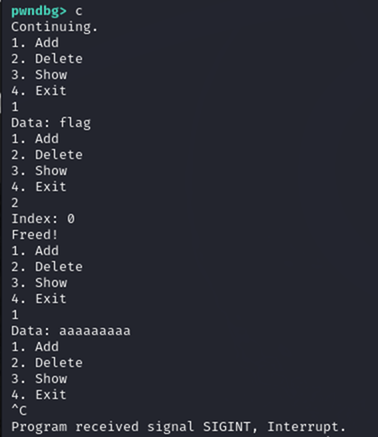 pwndbg> c
Continuing.
1. Add
2. Delete
3. Show
4. Exit
1
Data: flag
1. Add
2. Delete
3. Show
4. Exit
2
Index: 0
Freed!
1. Add
2. Delete
3. Show
4. Exit
1
Data: aaaaaaaaa
1. Add
2. Delete
3. Show
4. Exit
^C
Program received signal SIGINT, Interrupt.